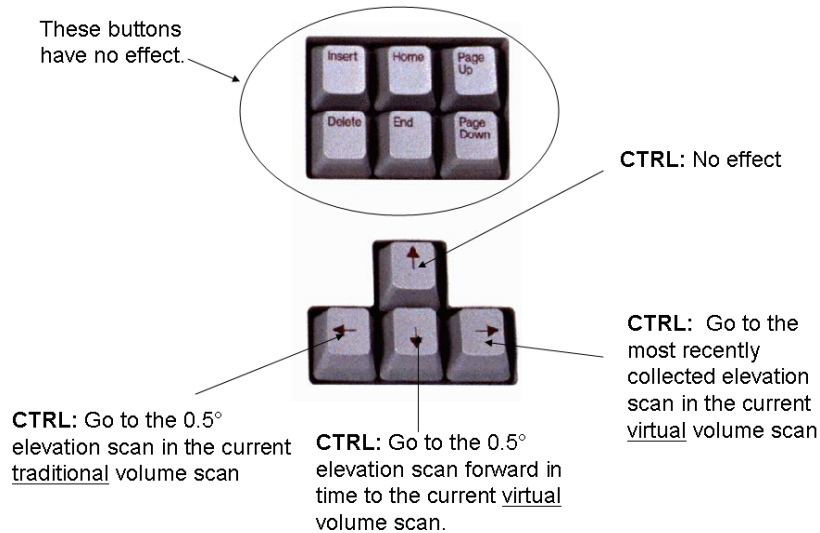 These buttons
have no effect.
Insert
Home
Page
Up
Delete
End
Page
Down
CTRL: No effect
CTRL: Go to the
most recently
collected elevation
scan in the current
virtual volume scan
CTRL: Go to the 0.5°
elevation scan in the current
traditional volume scan
CTRL: Go to the 0.5°
elevation scan forward in
time to the current virtual
volume scan.